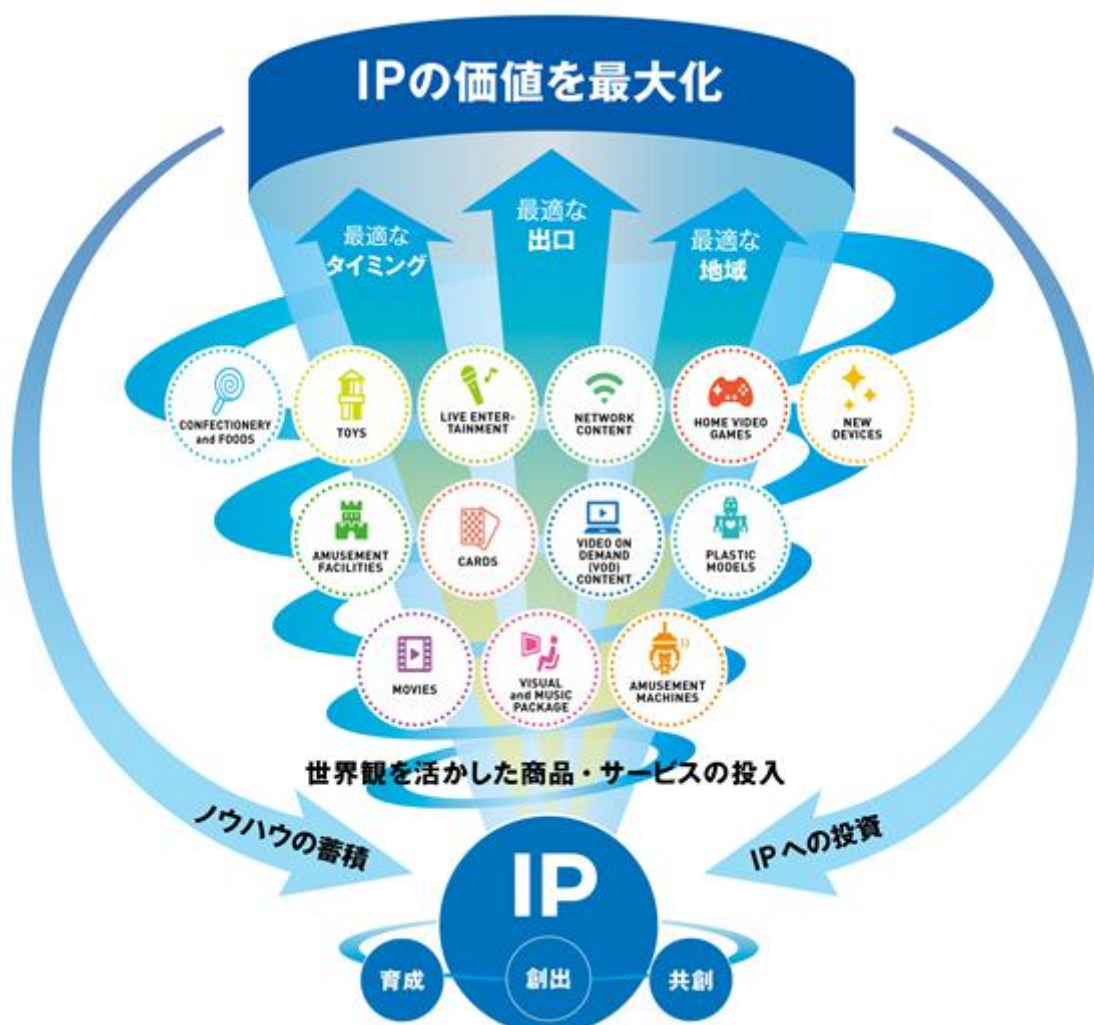 IPの価値を最大化
最適な
タイミング
最適な
出口
最適な
地域
CONFECTIONERY
and FOODS
TOYS
LIVE ENTER-
TAINMENT
NETWORK
CONTENT
HOME VIDEO
GAMES
NEW
DEVICES
AMUSEMENT
FACILITIES
CARDS
VIDEO ON
DEMAND
(VOD)
CONTENT
PLASTIC
MODELS
MOVIES
VISUAL
and MUSIC
PACKAGE
AMUSEMENT
MACHINES
世界観を活かした商品・サービスの投入
ノウハウの蓄積
IPへの投資
IP
育成
創出
共創